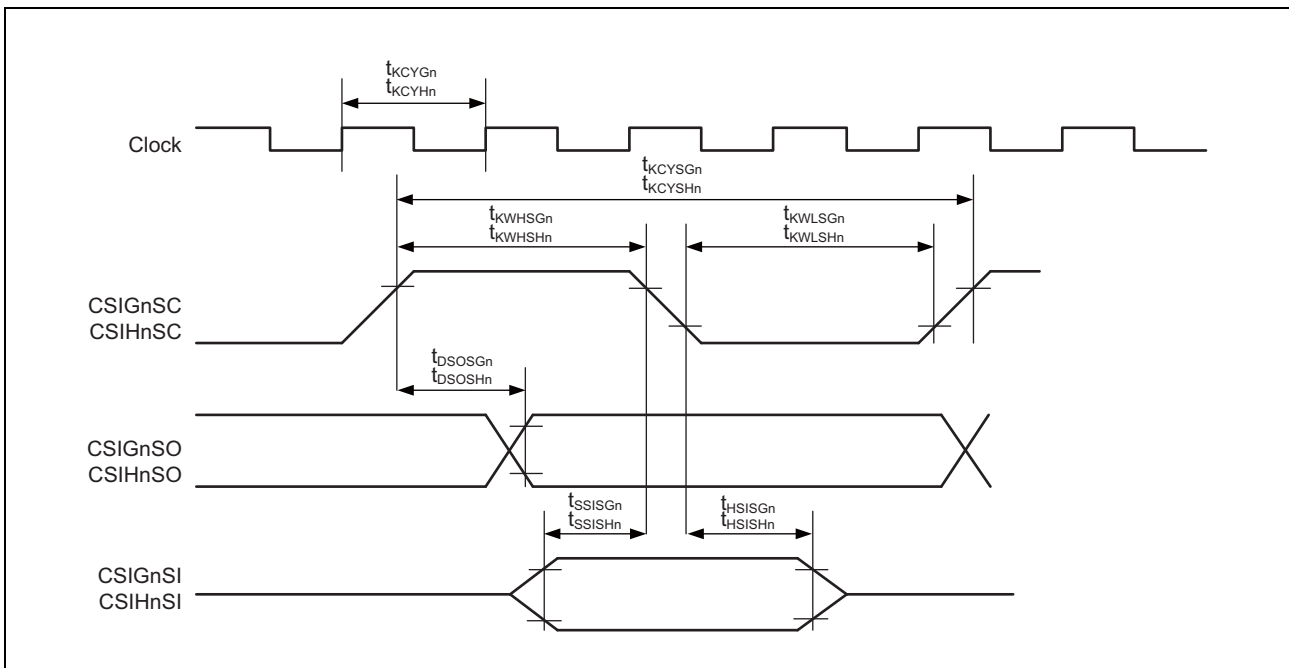 tKCYGn
tKCYHn
Clock
tKCYSGn
tKCYSHn
tKWHSGn
tKWHSHn
tKWLSGn
tKWLSHn
CSIGnSC
CSIHnSC
tDSOSGn
tDSOSHn
CSIGnSO
CSIHnSO
tSSISGn
tSSISHn
tHSISGn
tHSISHn
CSIGnSI
CSIHnSI